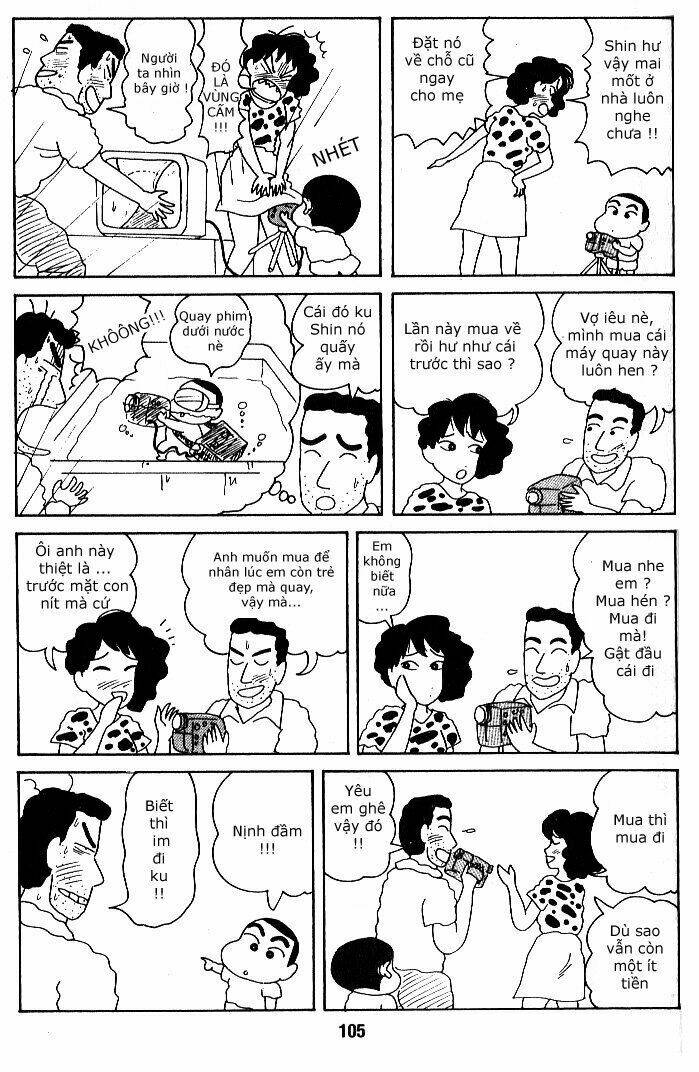 Shin hư
vậy mai
mốt ở
nhà luôn
nghe
chưa !!
Đặt nó
về chỗ cũ
ngay
cho mẹ
ĐÓ
LÀ
VÙNG
CẤM
!!!
NHÉT
Người
ta nhìn
bây giờ !
Vợ iêu nè,
mình mua cái
máy quay này
luôn hen ?
Lần này mua về
rồi hư như cái
trước thì sao ?
Cái đó ku
Shin nó
quấy
ấy mà
Quay phim
dưới nước
nè
KHÔÔNG!!!
Mua nhe
em ?
Mua hén ?
Mua đi
mà!
Gật đầu
cái đi
Em
không
biết
nữa
...
Anh muốn mua để
nhân lúc em còn trẻ
đẹp mà quay,
vậy mà...
Ôi anh này
thiệt là ...
trước mặt con
nít mà cứ
Mua thì
mua đi
Dù sao
vẫn còn
một ít
tiền
Yêu
em ghê
vậy đó
!!
Nịnh đầm
!!!
Biết
thì
im
đi
ku
!!
105